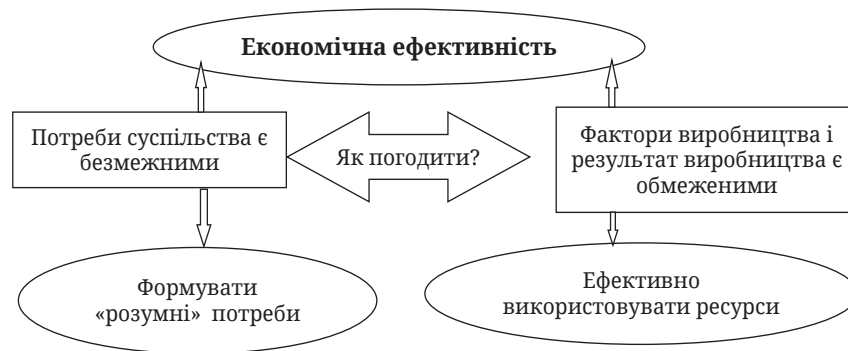 Економічна ефективність
Потреби суспільства є
безмежними
Як погодити?
Фактори виробництва і
результат виробництва є
обмеженими
Формувати
«розумні» потреби
Ефективно
використовувати ресурси